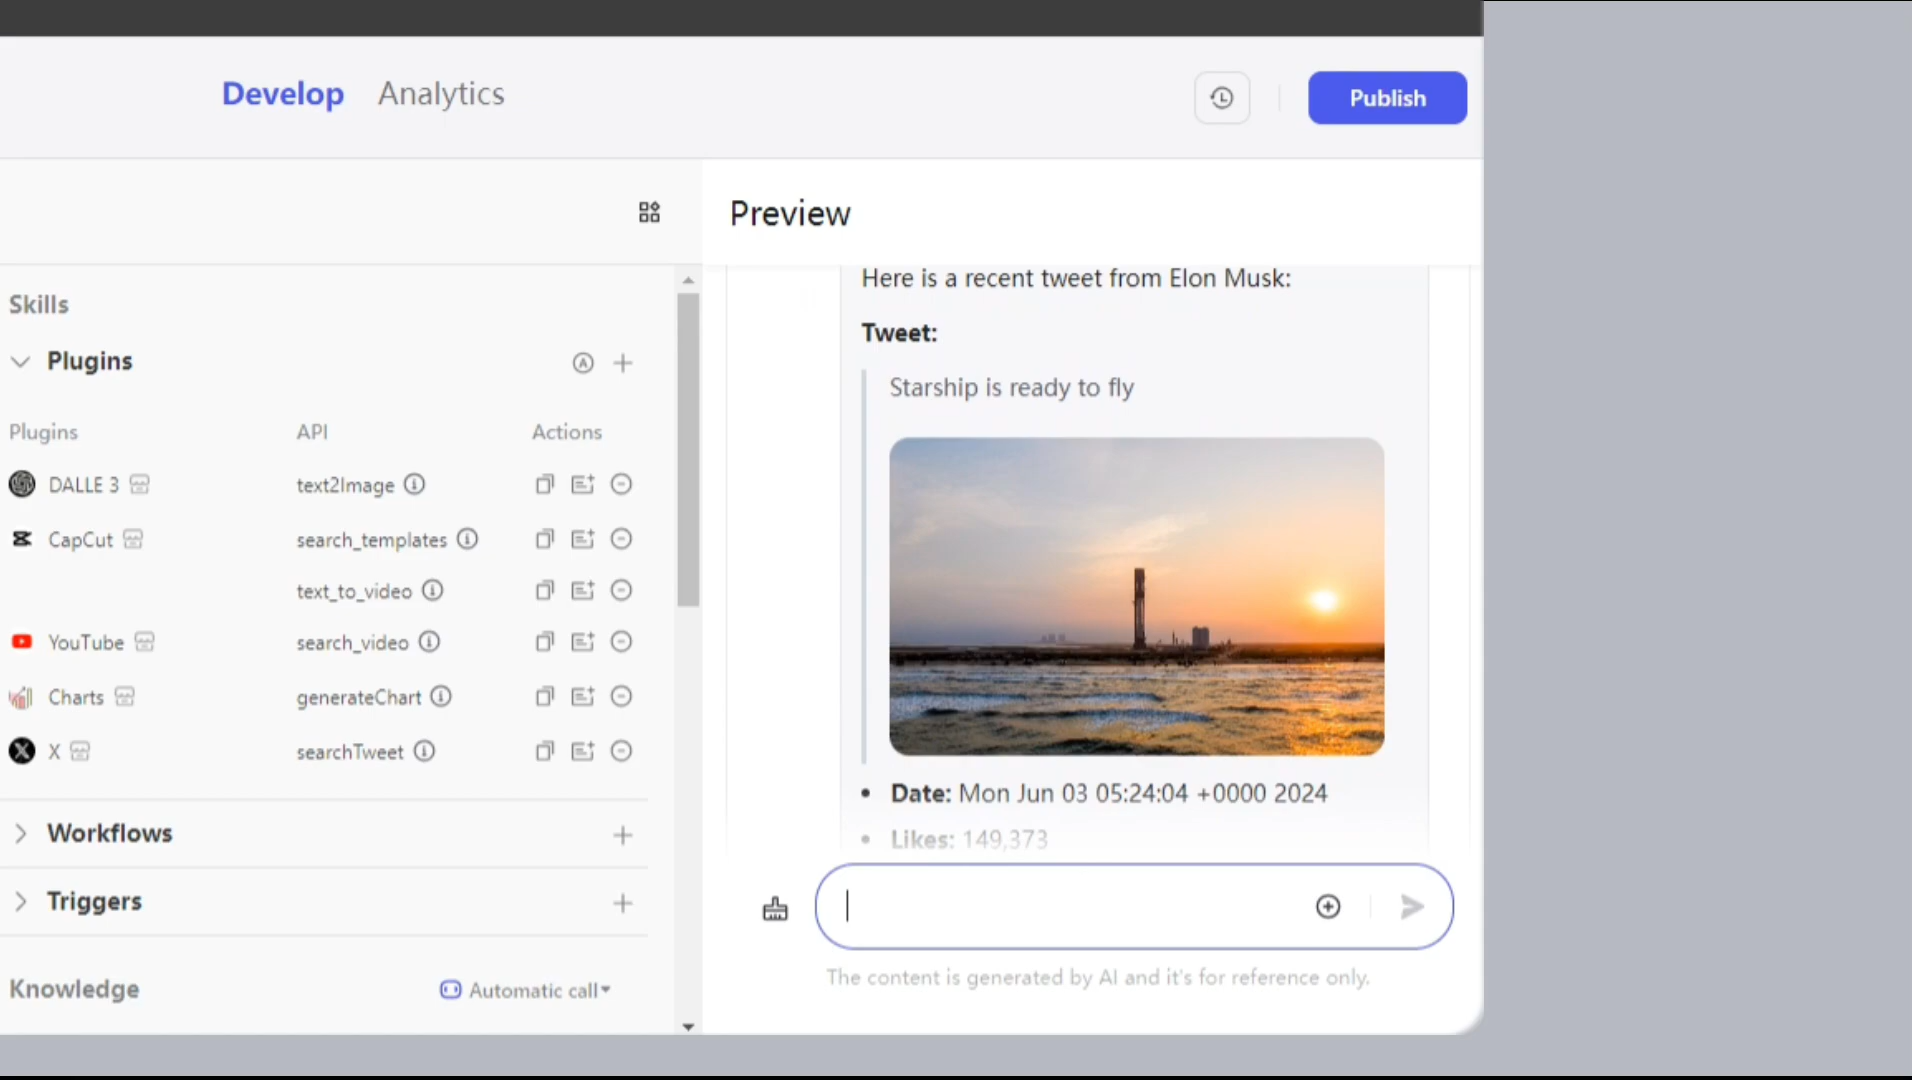 Develop Analytics
Publish
Preview
Skills
Plugins
Plugins API Actions
DALLE 3 text2Image
CapCut search_templates
text_to_video
YouTube search_video
Charts generateChart
X searchTweet
Workflows
Triggers
Knowledge Automatic call
Here is a recent tweet from Elon Musk:
Tweet:
Starship is ready to fly
• Date: Mon Jun 03 05:24:04 +0000 2024
• Likes: 149,373
The content is generated by AI and it's for reference only.